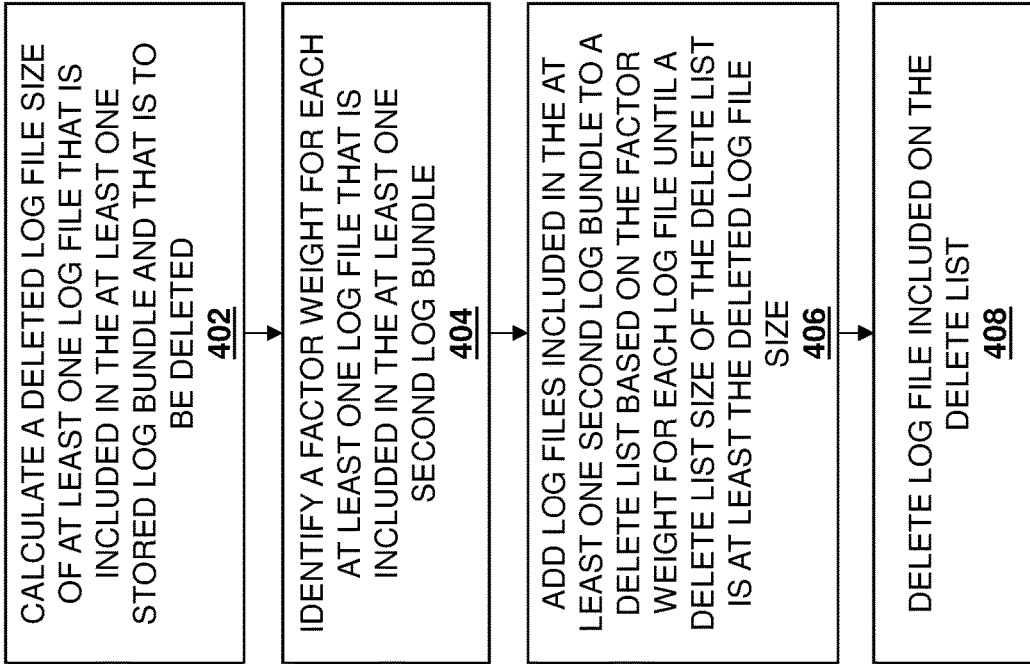 CALCULATE A DELETED LOG FILE SIZE
OF AT LEAST ONE LOG FILE THAT IS
INCLUDED IN THE AT LEAST ONE
STORED LOG BUNDLE AND THAT IS TO
BE DELETED
402
IDENTIFY A FACTOR WEIGHT FOR EACH
AT LEAST ONE LOG FILE THAT IS
INCLUDED IN THE AT LEAST ONE
SECOND LOG BUNDLE
404
ADD LOG FILES INCLUDED IN THE AT
LEAST ONE SECOND LOG BUNDLE TO A
DELETE LIST BASED ON THE FACTOR
WEIGHT FOR EACH LOG FILE UNTIL A
DELETE LIST SIZE OF THE DELETE LIST
IS AT LEAST THE DELETED LOG FILE
SIZE
406
DELETE LOG FILE INCLUDED ON THE
DELETE LIST
408